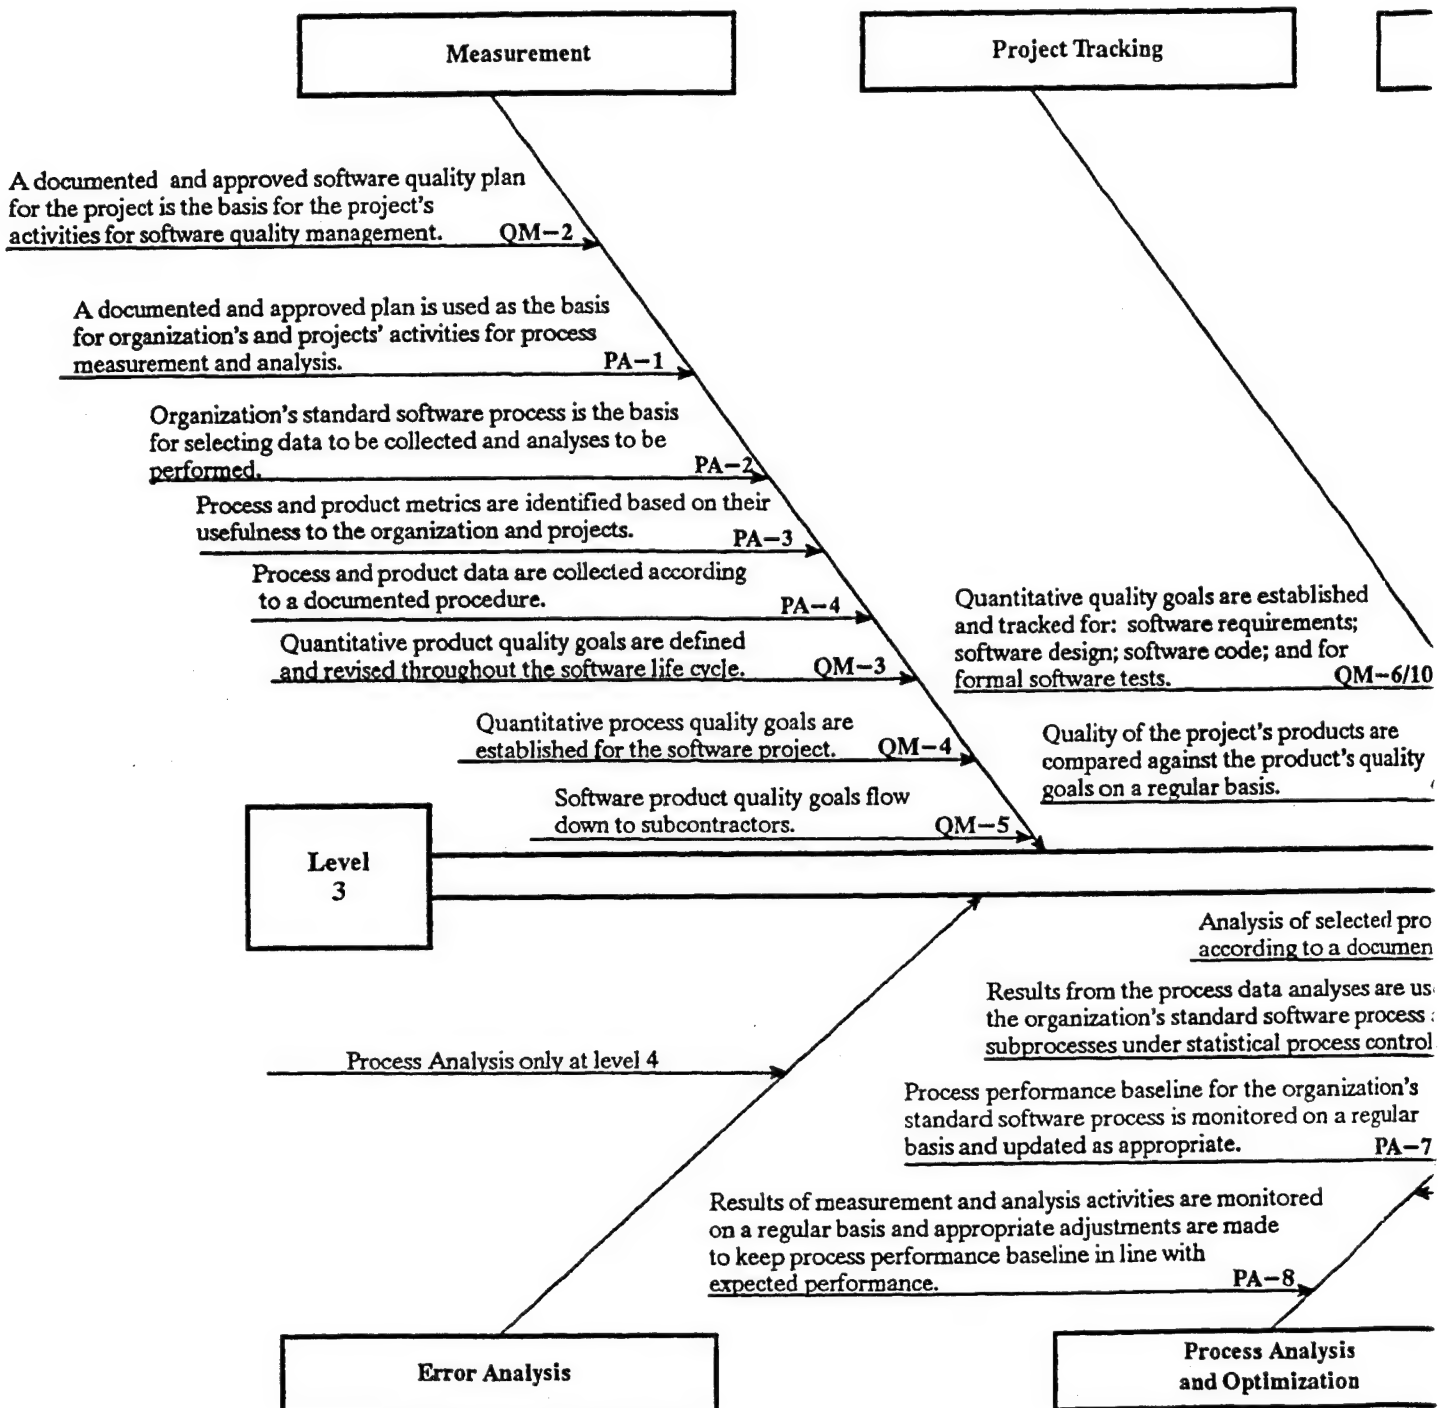 Measurement
Project Tracking
A documented and approved software quality plan
for the project is the basis for the project's
activities for software quality management. QM–2
A documented and approved plan is used as the basis
for organization's and projects' activities for process
measurement and analysis. PA–1
Organization's standard software process is the basis
for selecting data to be collected and analyses to be
performed. PA–2
Process and product metrics are identified based on their
usefulness to the organization and projects. PA–3
Process and product data are collected according
to a documented procedure. PA–4
Quantitative product quality goals are defined
and revised throughout the software life cycle. QM–3
Quantitative process quality goals are
established for the software project. QM–4
Software product quality goals flow
down to subcontractors. QM–5
Quantitative quality goals are established
and tracked for: software requirements;
software design; software code; and for
formal software tests. QM–6/10
Quality of the project's products are
compared against the product's quality
goals on a regular basis.
Level
3
Analysis of selected pro
according to a documen
Results from the process data analyses are us
the organization's standard software process
subprocesses under statistical process control
Process Analysis only at level 4
Process performance baseline for the organization's
standard software process is monitored on a regular
basis and updated as appropriate. PA–7
Results of measurement and analysis activities are monitored
on a regular basis and appropriate adjustments are made
to keep process performance baseline in line with
expected performance. PA–8
Error Analysis
Process Analysis
and Optimization